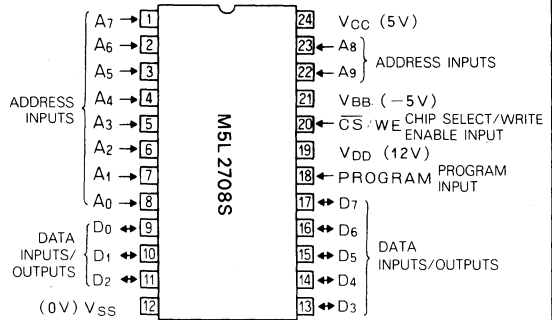 A7 1
A6 2
A5 3
A4 4
A3 5
A2 6
A1 7
A0 8
D0 9
D1 10
D2 11
(0V) VSS 12
ADDRESS
INPUTS
DATA
INPUTS/
OUTPUTS
M5L2708S
24 VCC (5V)
23 A8
22 A9
ADDRESS INPUTS
21 VBB (−5V)
20 C̅S̅/WE CHIP SELECT/WRITE
ENABLE INPUT
19 VDD (12V)
18 PROGRAM PROGRAM
INPUT
17 D7
16 D6
15 D5
14 D4
13 D3
DATA
INPUTS/OUTPUTS